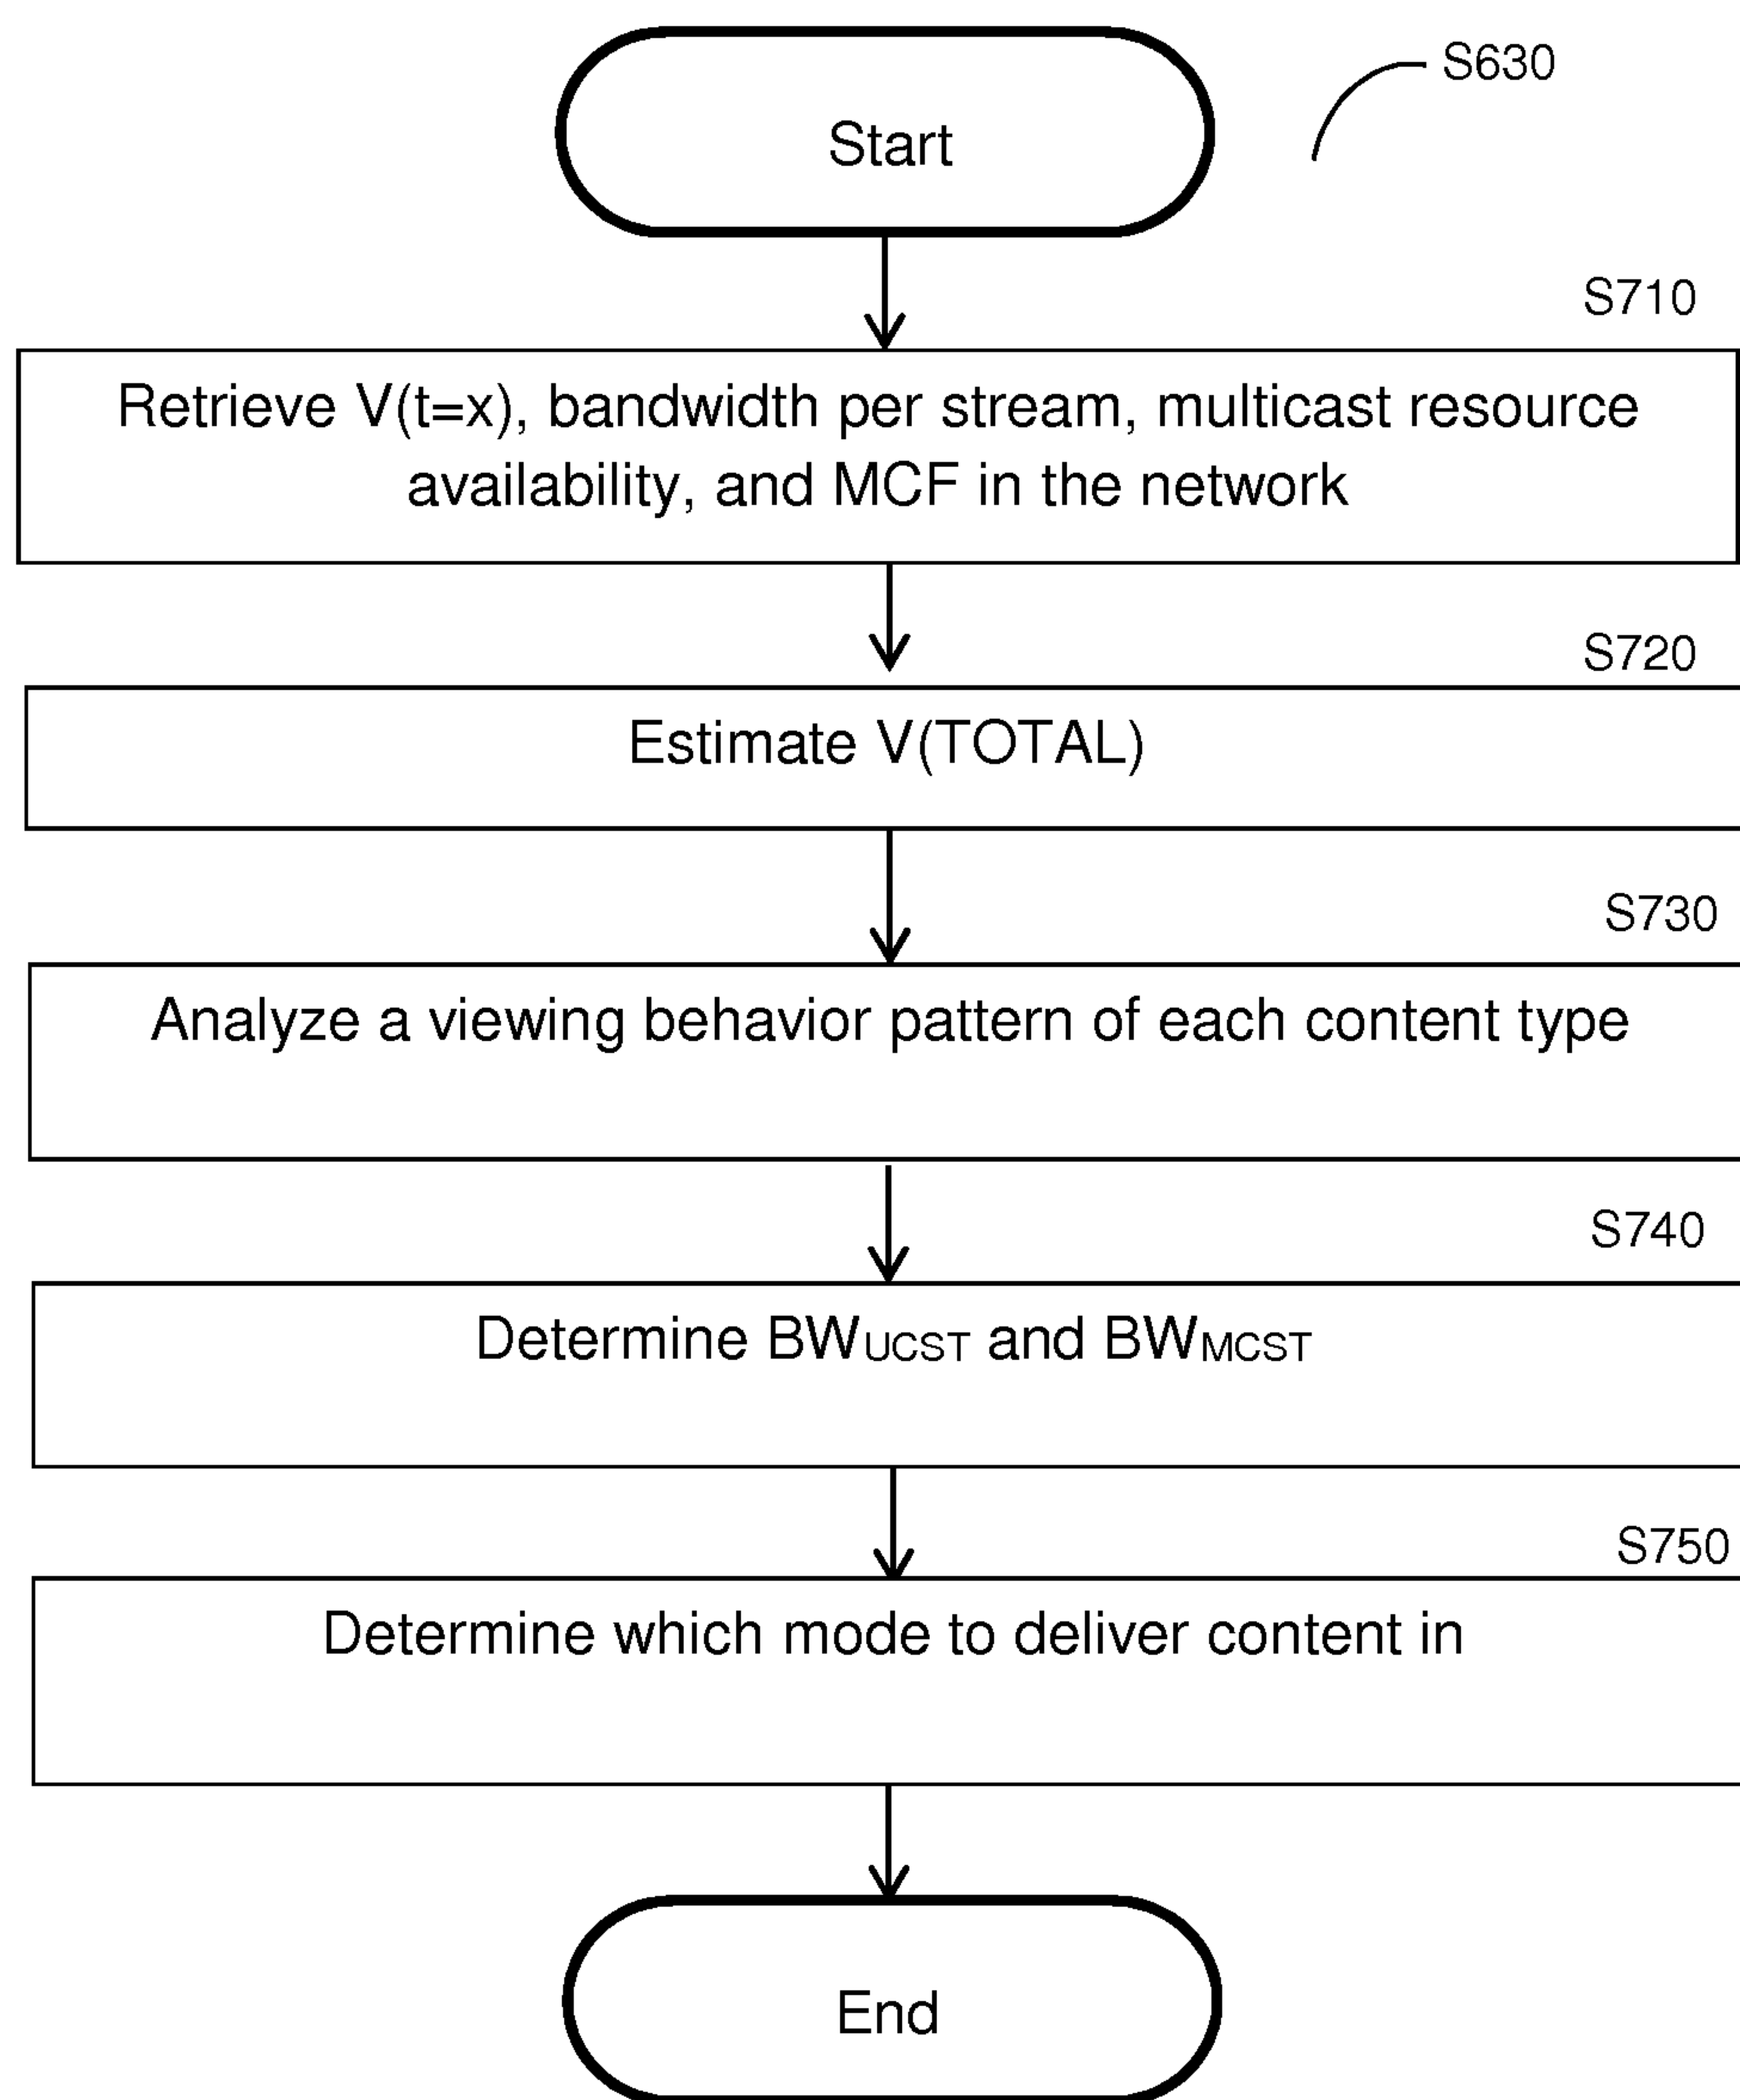 Start
S630
S710
Retrieve V(t=x), bandwidth per stream, multicast resource
availability, and MCF in the network
S720
Estimate V(TOTAL)
S730
Analyze a viewing behavior pattern of each content type
S740
Determine BWUCST and BWMCST
S750
Determine which mode to deliver content in
End